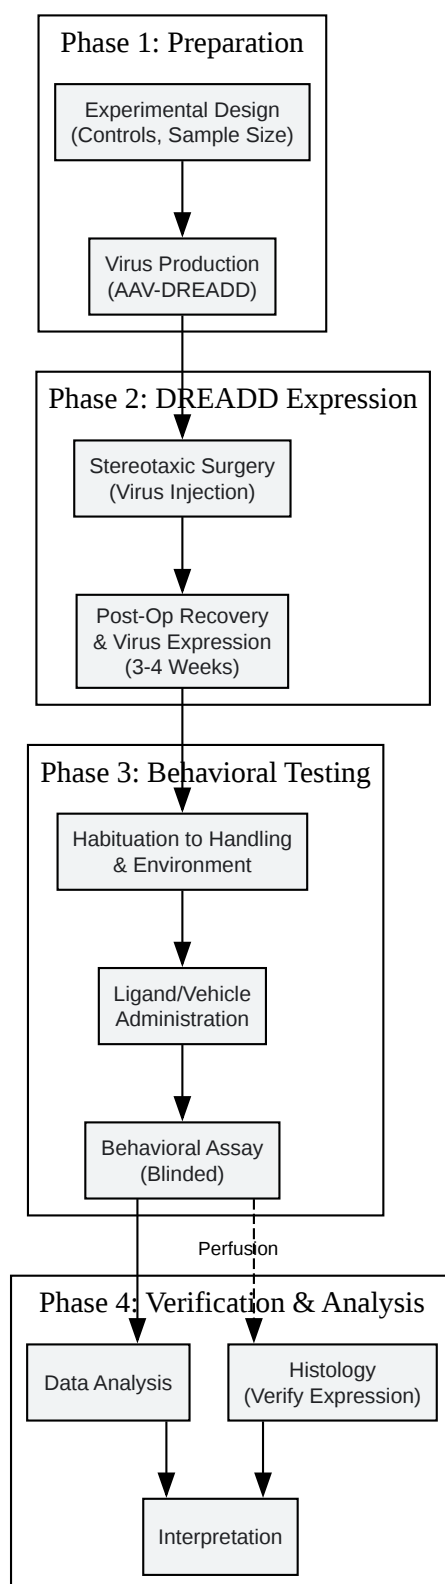 Phase 1: Preparation
Experimental Design
(Controls, Sample Size)
Virus Production
(AAV-DREADD)
Phase 2: DREADD Expression
Stereotaxic Surgery
(Virus Injection)
Post-Op Recovery
& Virus Expression
(3-4 Weeks)
Phase 3: Behavioral Testing
Habituation to Handling
& Environment
Ligand/Vehicle
Administration
Behavioral Assay
(Blinded)
Perfusion
Phase 4: Verification & Analysis
Data Analysis
Histology
(Verify Expression)
Interpretation